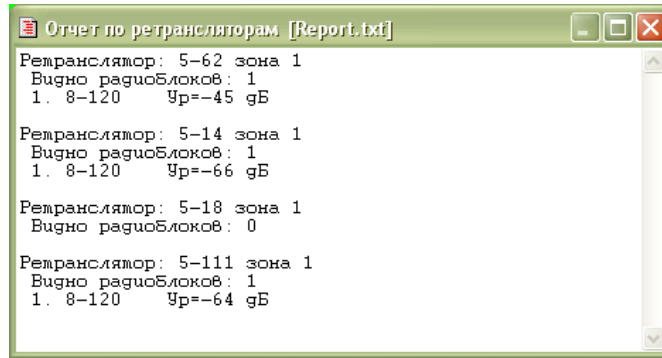 Отчет по ретрансляторам [Report.txt]
Ретранслятор: 5-62 зона 1
Видно радиоблоков: 1
1. 8-120 Ур=-45 дБ
Ретранслятор: 5-14 зона 1
Видно радиоблоков: 1
1. 8-120 Ур=-66 дБ
Ретранслятор: 5-18 зона 1
Видно радиоблоков: 0
Ретранслятор: 5-111 зона 1
Видно радиоблоков: 1
1. 8-120 Ур=-64 дБ